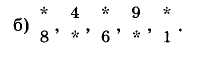 б) * , 4 , * , 9 , * .
8 * 6 * 1